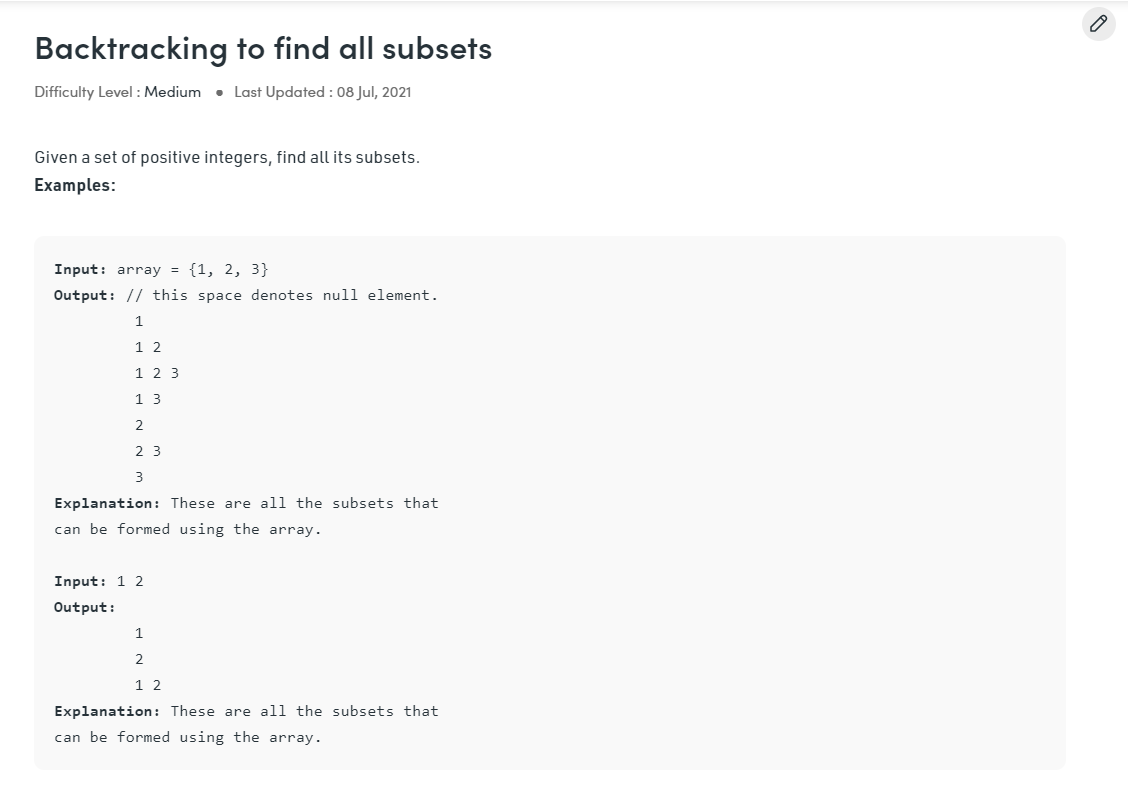 Backtracking to find all subsets
Difficulty Level : Medium • Last Updated : 08 Jul, 2021
Given a set of positive integers, find all its subsets.
Examples:
Input: array = {1, 2, 3}
Output: // this space denotes null element.
1
1 2
1 2 3
1 3
2
2 3
3
Explanation: These are all the subsets that
can be formed using the array.
Input: 1 2
Output:
1
2
1 2
Explanation: These are all the subsets that
can be formed using the array.